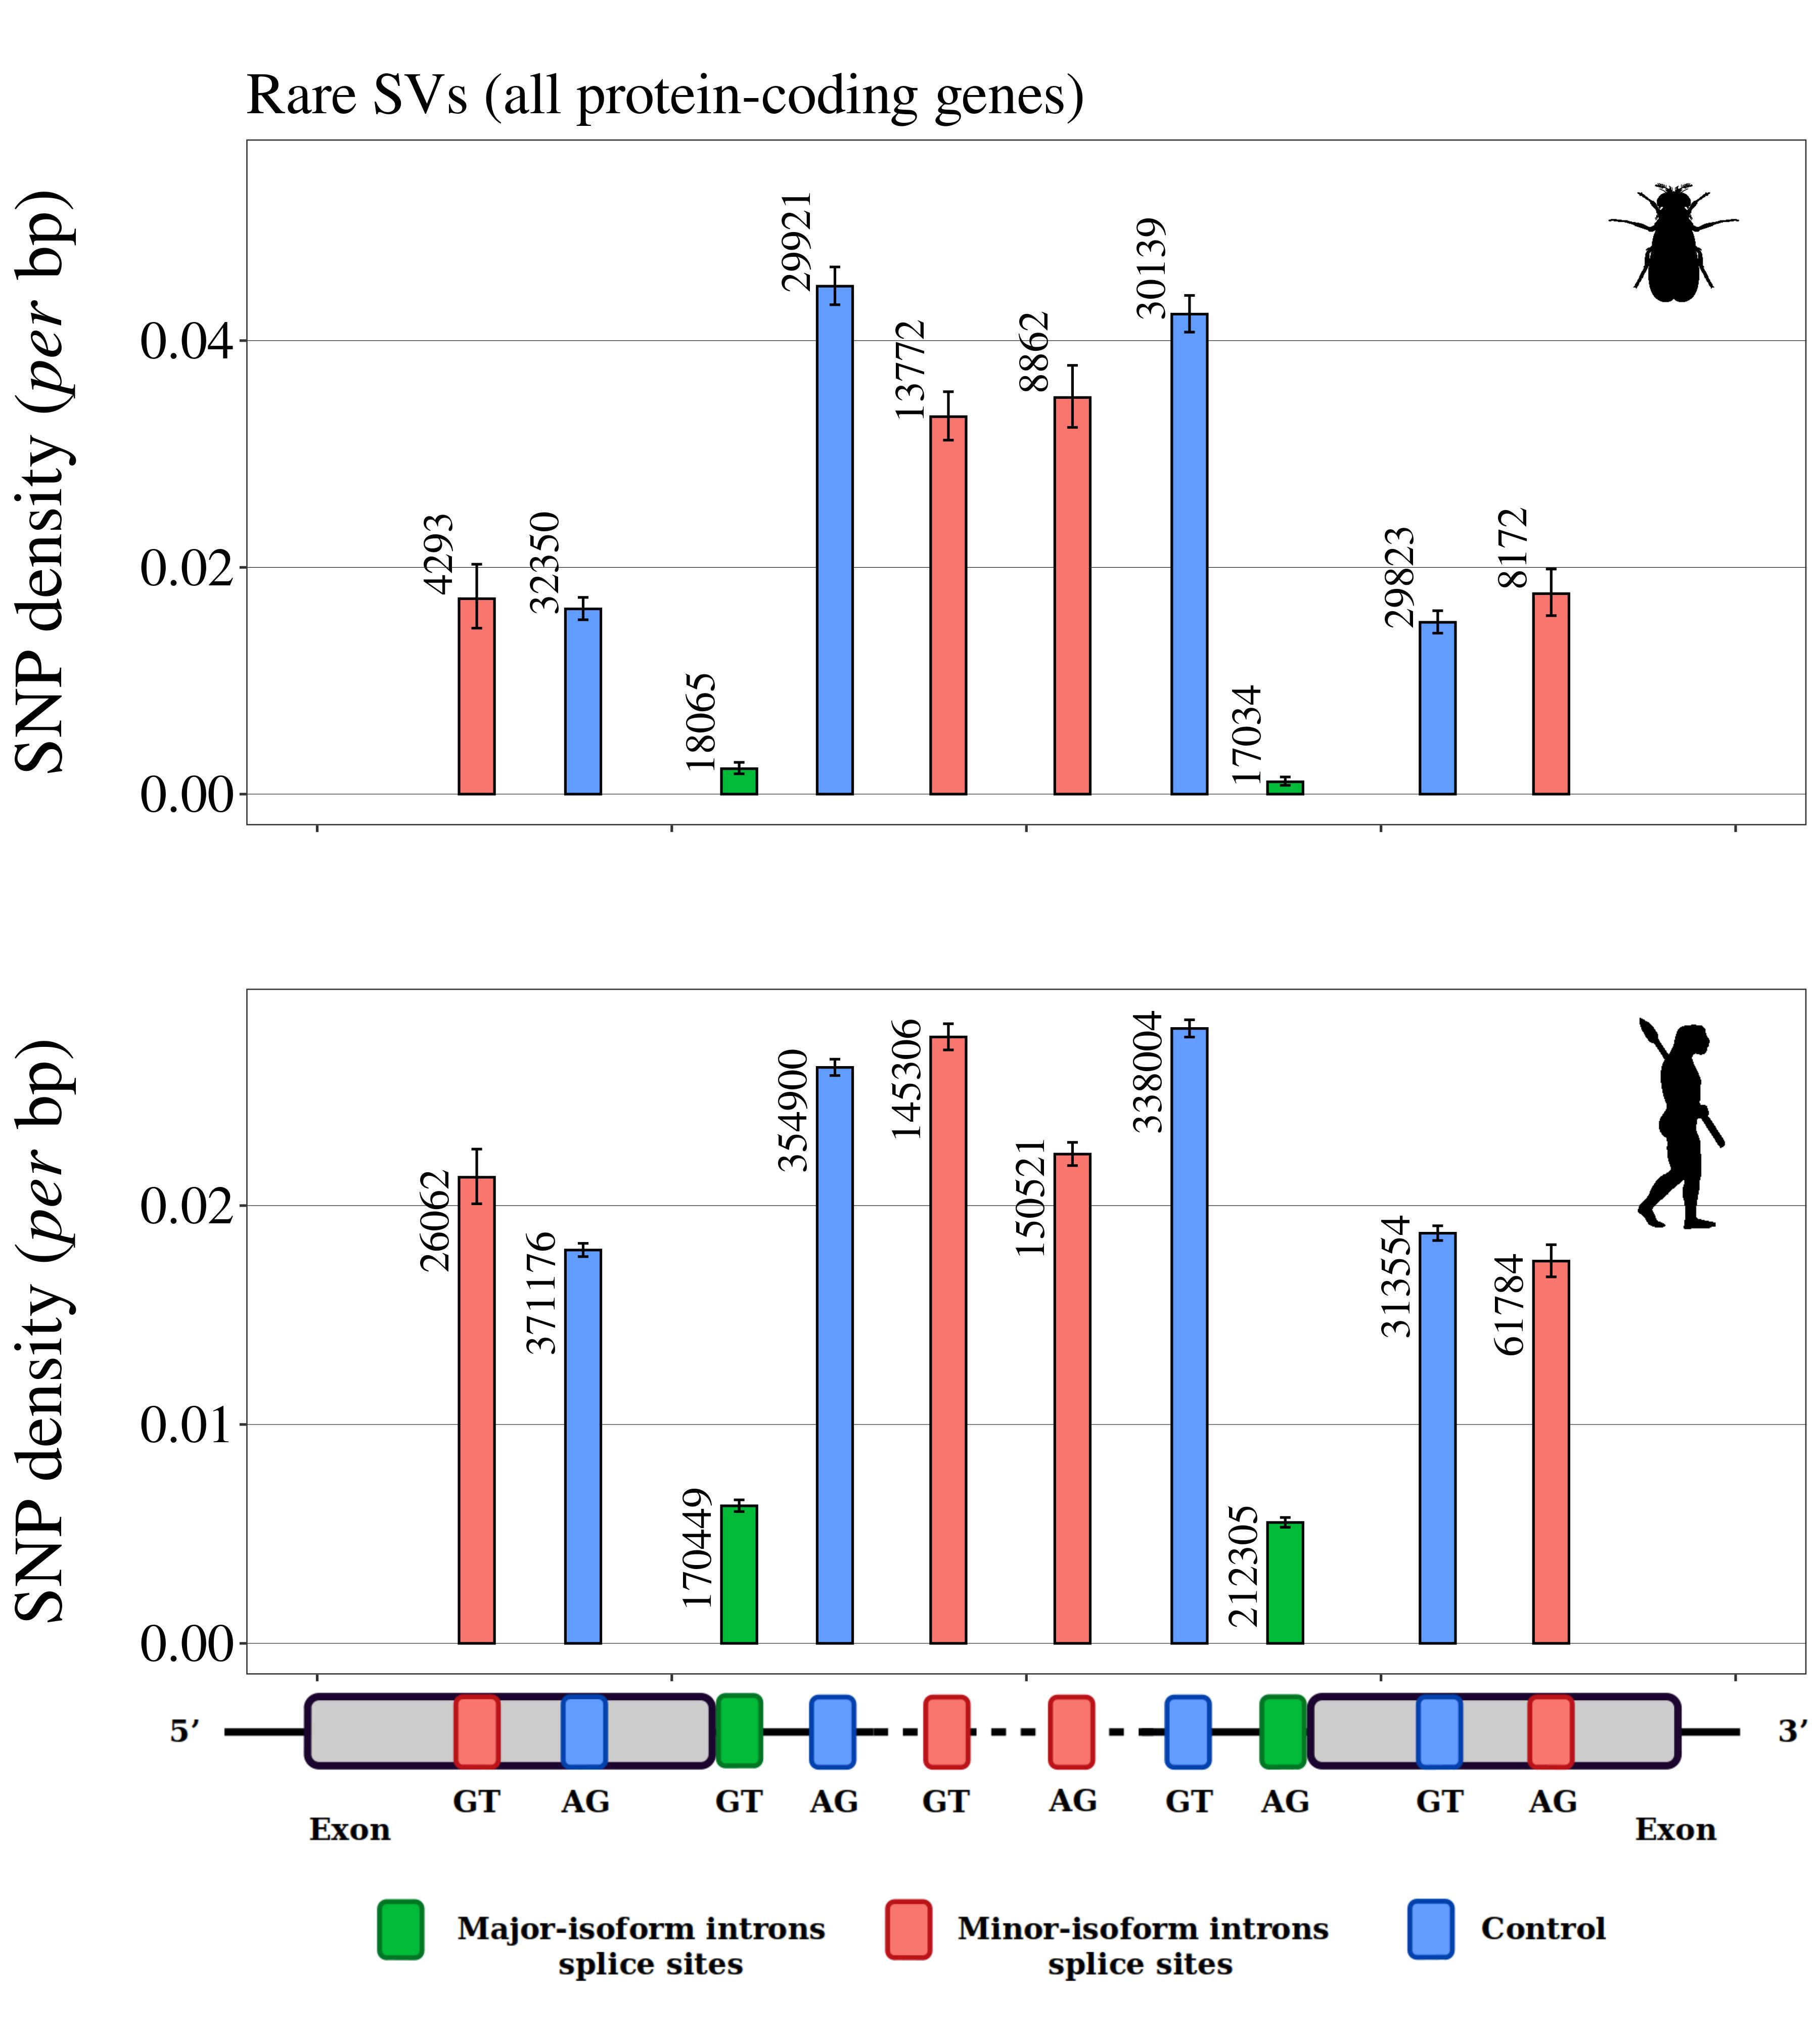 Rare SVs (all protein-coding genes)
SNP density (per bp)
0.04
0.02
0.00
4293
32350
18065
29921
13772
8862
30139
17034
29823
8172
SNP density (per bp)
0.02
0.01
0.00
26062
371176
170449
354900
145306
150521
338004
212305
313554
61784
5’
3’
GT AG GT AG GT AG GT AG GT AG
Exon Exon
Major-isoform introns
splice sites
Minor-isoform introns
splice sites
Control